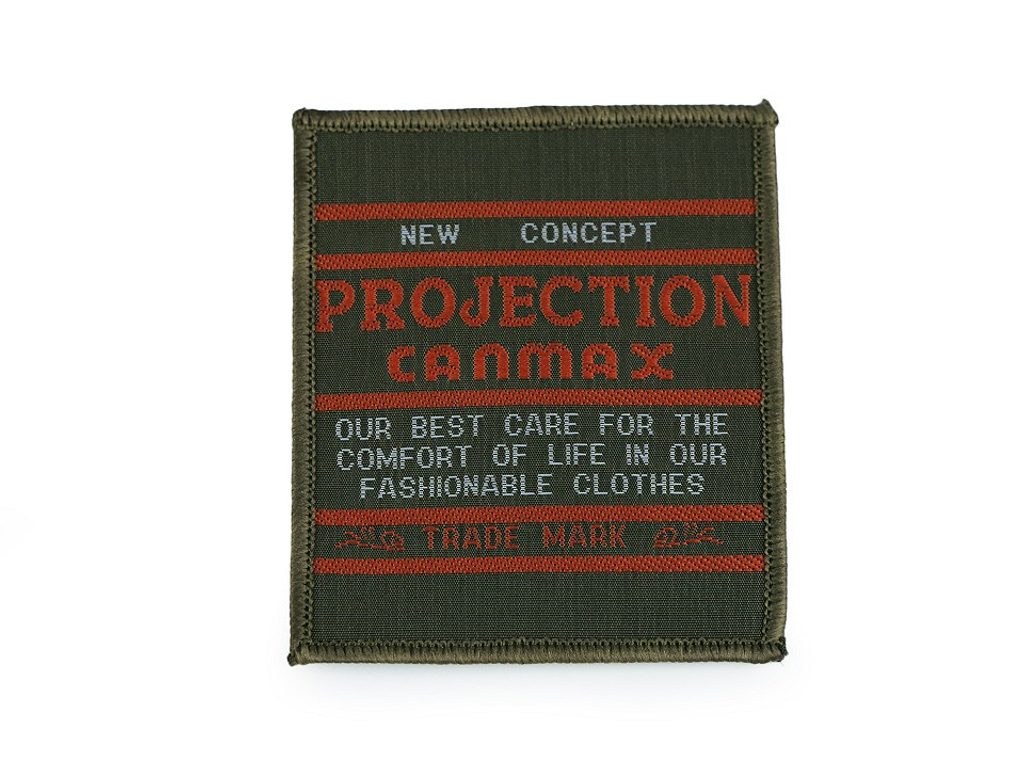 NEW CONCEPT
PROJECTION
CANMAX
OUR BEST CARE FOR THE
COMFORT OF LIFE IN OUR
FASHIONABLE CLOTHES
TRADE MARK